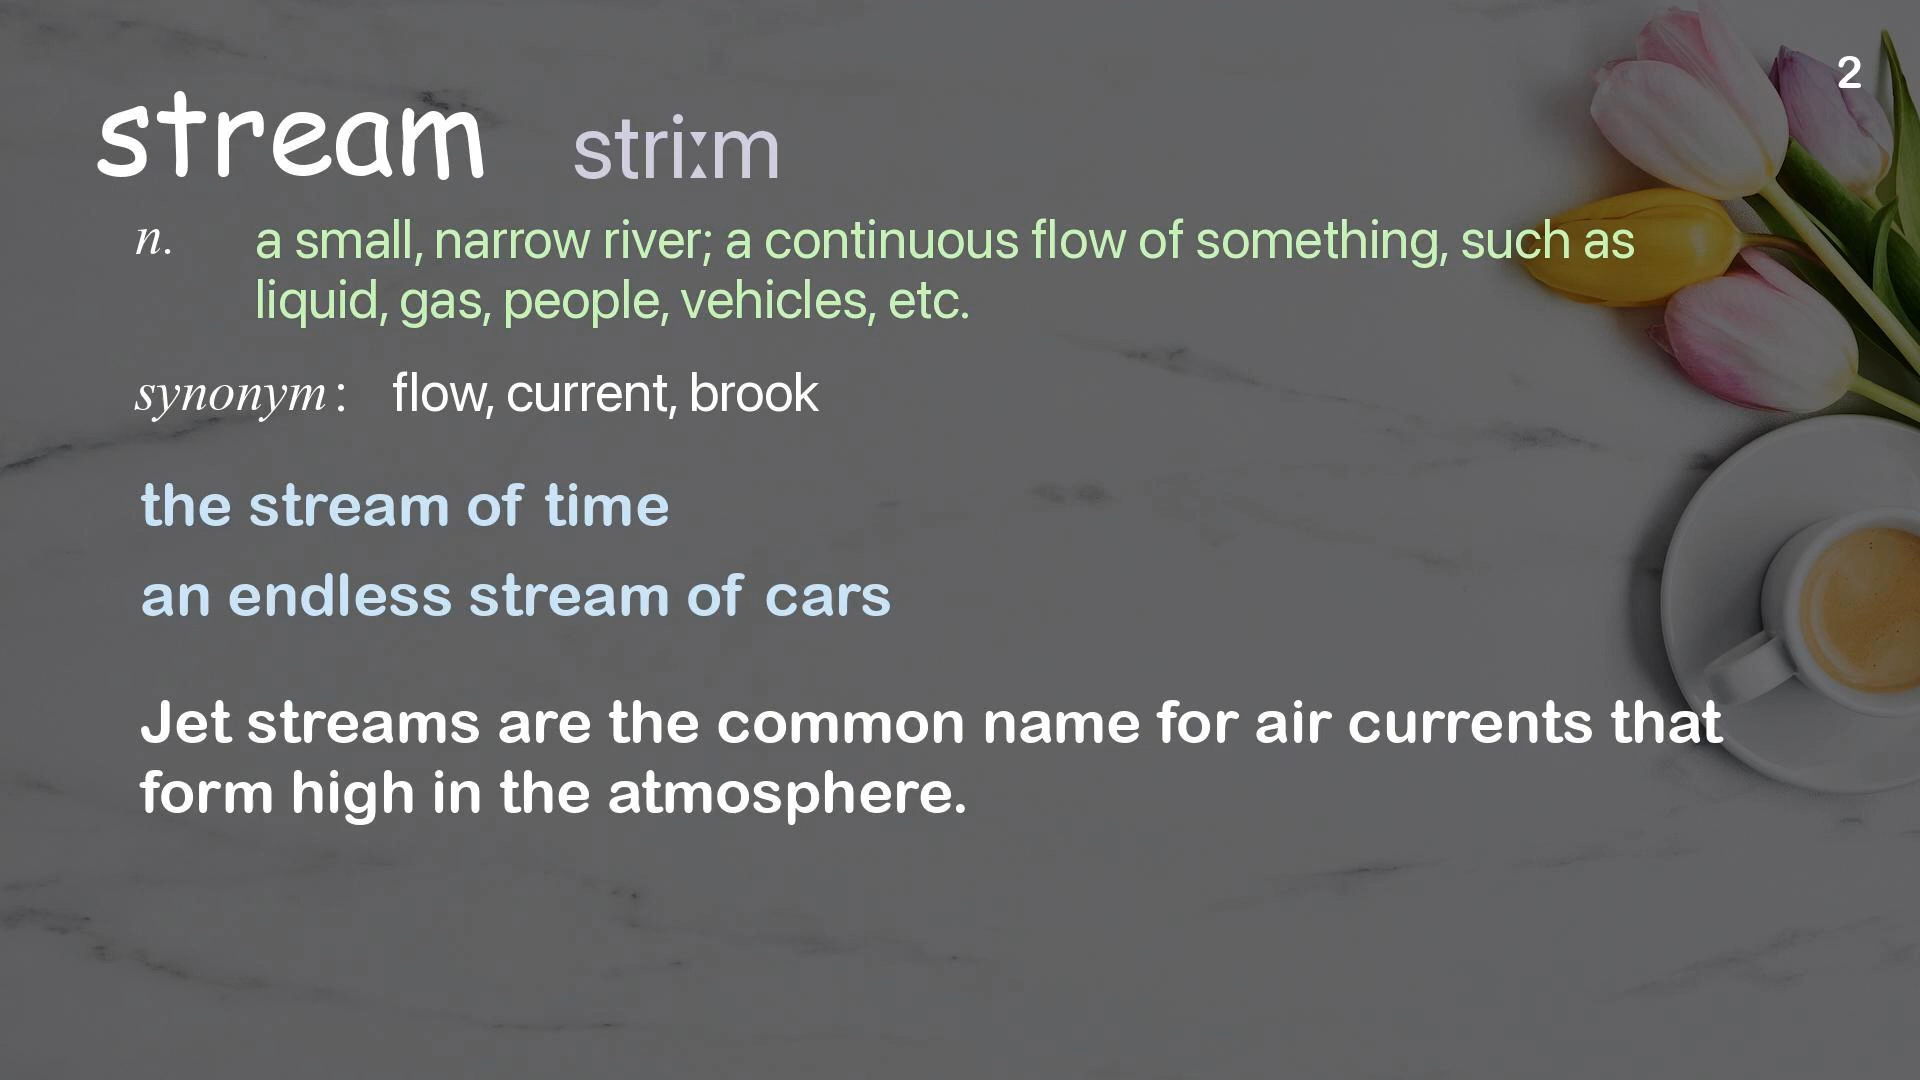 2
stream striːm
n. a small, narrow river; a continuous flow of something, such as
liquid, gas, people, vehicles, etc.
synonym: flow, current, brook
the stream of time
an endless stream of cars
Jet streams are the common name for air currents that
form high in the atmosphere.